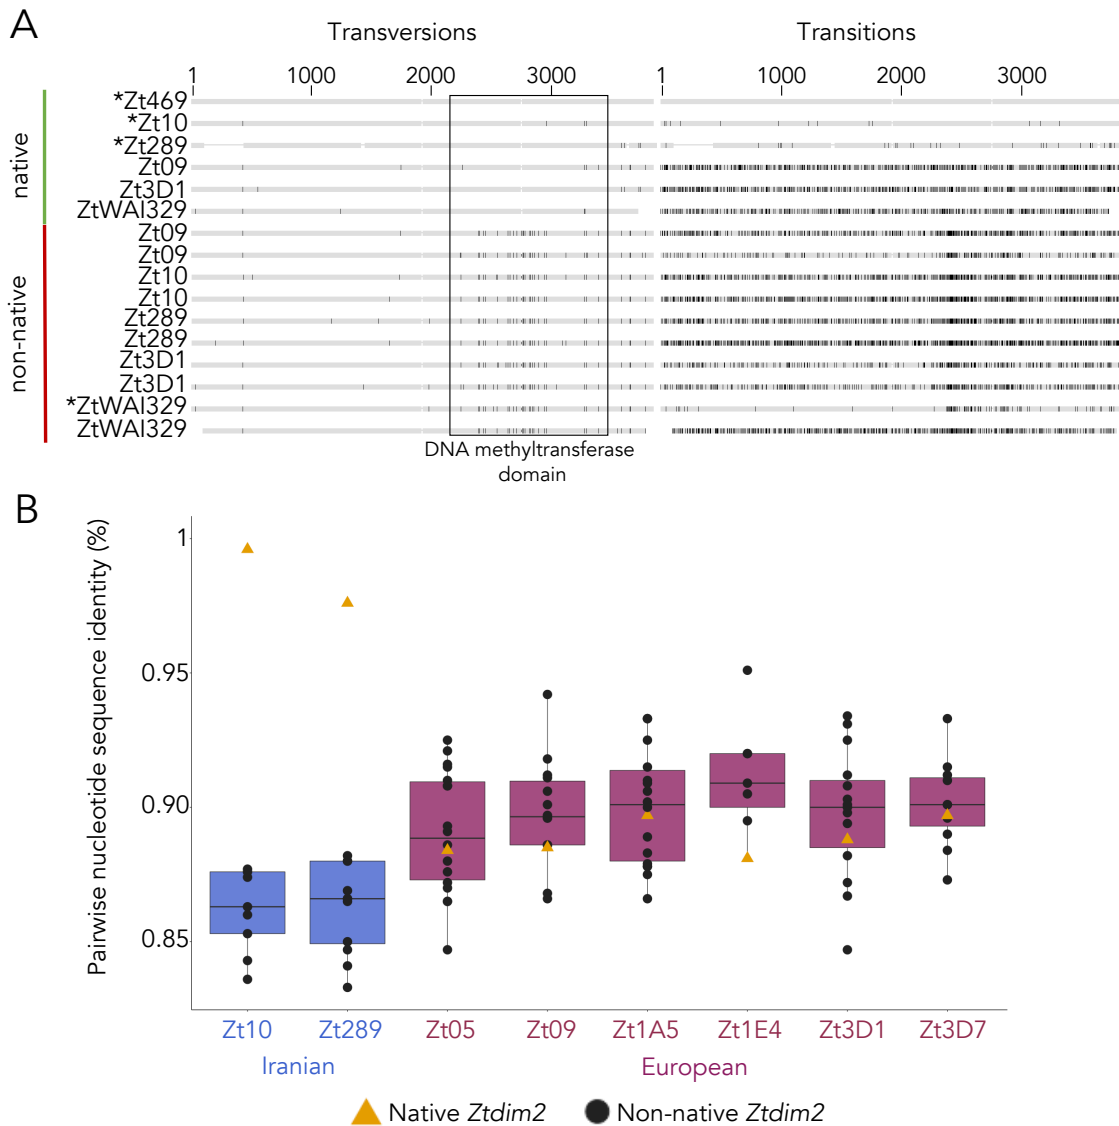 A
Transversions Transitions
1 1000 2000 3000 1 1000 2000 3000
native
*Zt469
*Zt10
*Zt289
Zt09
Zt3D1
ZtWAI329
non-native
Zt09
Zt09
Zt10
Zt10
Zt289
Zt289
Zt3D1
Zt3D1
*ZtWAI329
ZtWAI329
DNA methyltransferase
domain
B
Pairwise nucleotide sequence identity (%)
1
0.95
0.90
0.85
Zt10 Zt289 Zt05 Zt09 Zt1A5 Zt1E4 Zt3D1 Zt3D7
Iranian European
Native Ztdim2 Non-native Ztdim2